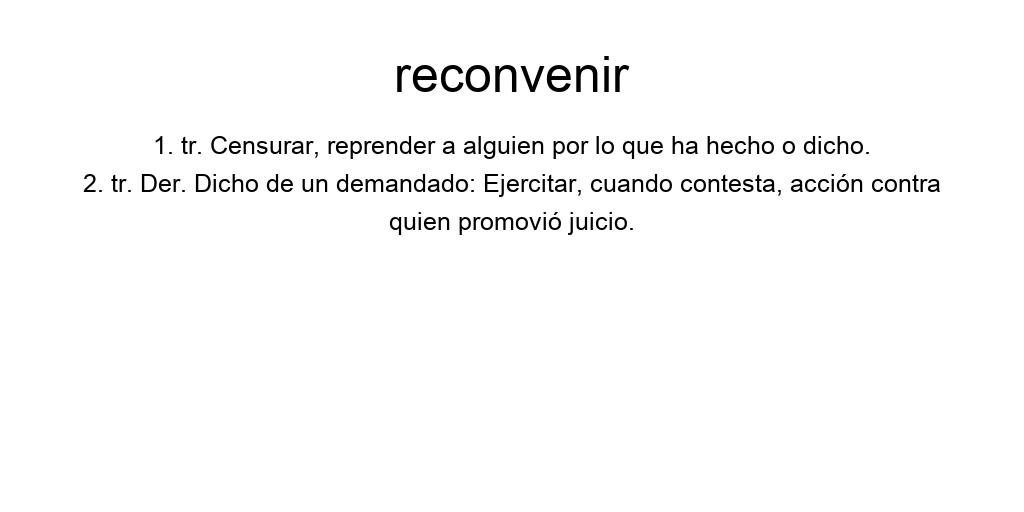 reconvenir
1. tr. Censurar, reprender a alguien por lo que ha hecho o dicho.
2. tr. Der. Dicho de un demandado: Ejercitar, cuando contesta, acción contra
quien promovió juicio.